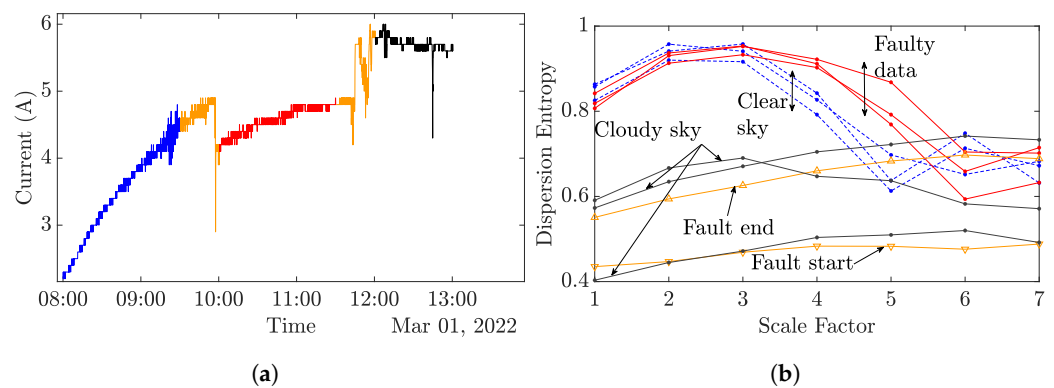 6
5
4
3
Current (A)
08:00 09:00 10:00 11:00 12:00 13:00
Time
Mar 01, 2022
(a)
1
0.8
0.6
0.4
Dispersion Entropy
Faulty
data
Clear
sky
Cloudy sky
Fault end
Fault start
1 2 3 4 5 6 7
Scale Factor
(b)